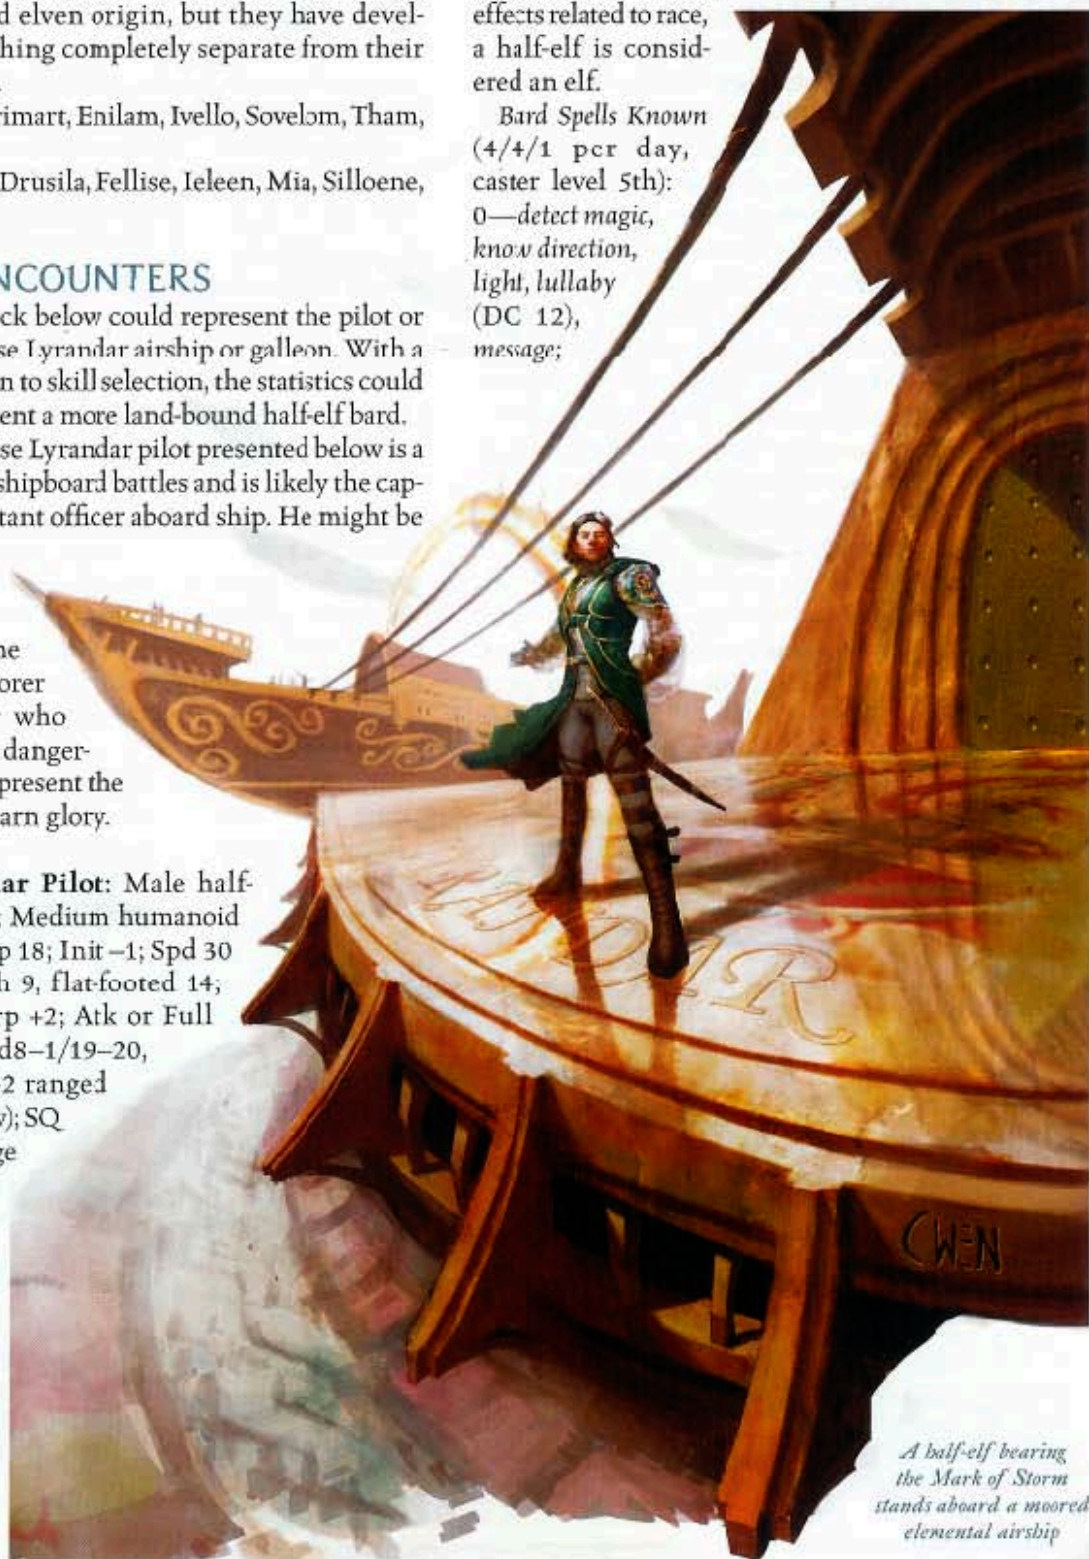 d elven origin, but they have devel-
hing completely separate from their
rimart, Enilam, Ivello, Sovelom, Tham,
Drusila, Fellise, Ieleen, Mia, Silloene,
NCOUNTERS
ck below could represent the pilot or
se Lyrandar airship or galleon. With a
n to skill selection, the statistics could
ent a more land-bound half-elf bard.
se Lyrandar pilot presented below is a
shipboard battles and is likely the cap-
tant officer aboard ship. He might be
ne
orer
who
danger-
present the
arn glory.
ar Pilot: Male half-
; Medium humanoid
p 18; Init –1; Spd 30
h 9, flat-footed 14;
rp +2; Atk or Full
d8–1/19–20,
2 ranged
); SQ
ge
effects related to race,
a half-elf is consid-
ered an elf.
Bard Spells Known
(4/4/1 per day,
caster level 5th):
0—detect magic,
know direction,
light, lullaby
(DC 12),
message;
NDAR
CWEN
A half-elf bearing
the Mark of Storm
stands aboard a moored
elemental airship